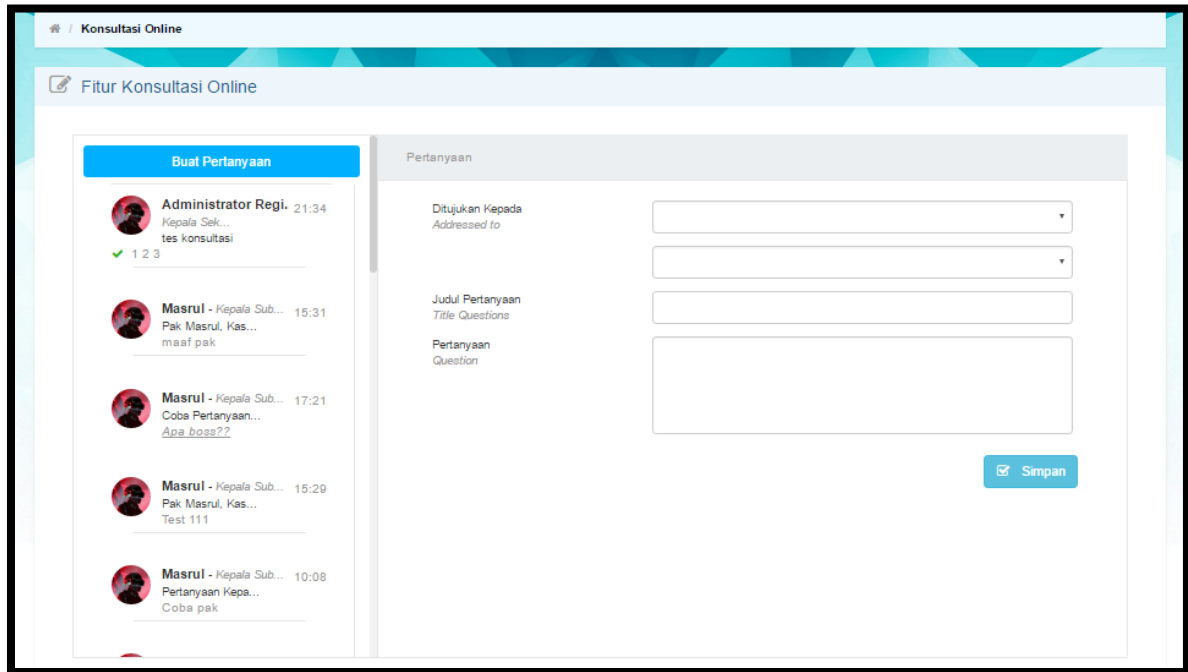 / Konsultasi Online
Fitur Konsultasi Online
Buat Pertanyaan
Administrator Regi. 21:34
Kepala Sek...
tes konsultasi
1 2 3
Masrul - Kepala Sub... 15:31
Pak Masrul, Kas...
maaf pak
Masrul - Kepala Sub... 17:21
Coba Pertanyaan...
Apa boss??
Masrul - Kepala Sub... 15:29
Pak Masrul, Kas...
Test 111
Masrul - Kepala Sub... 10:08
Pertanyaan Kepa...
Coba pak
Pertanyaan
Ditujukan Kepada
Addressed to
Judul Pertanyaan
Title Questions
Pertanyaan
Question
Simpan